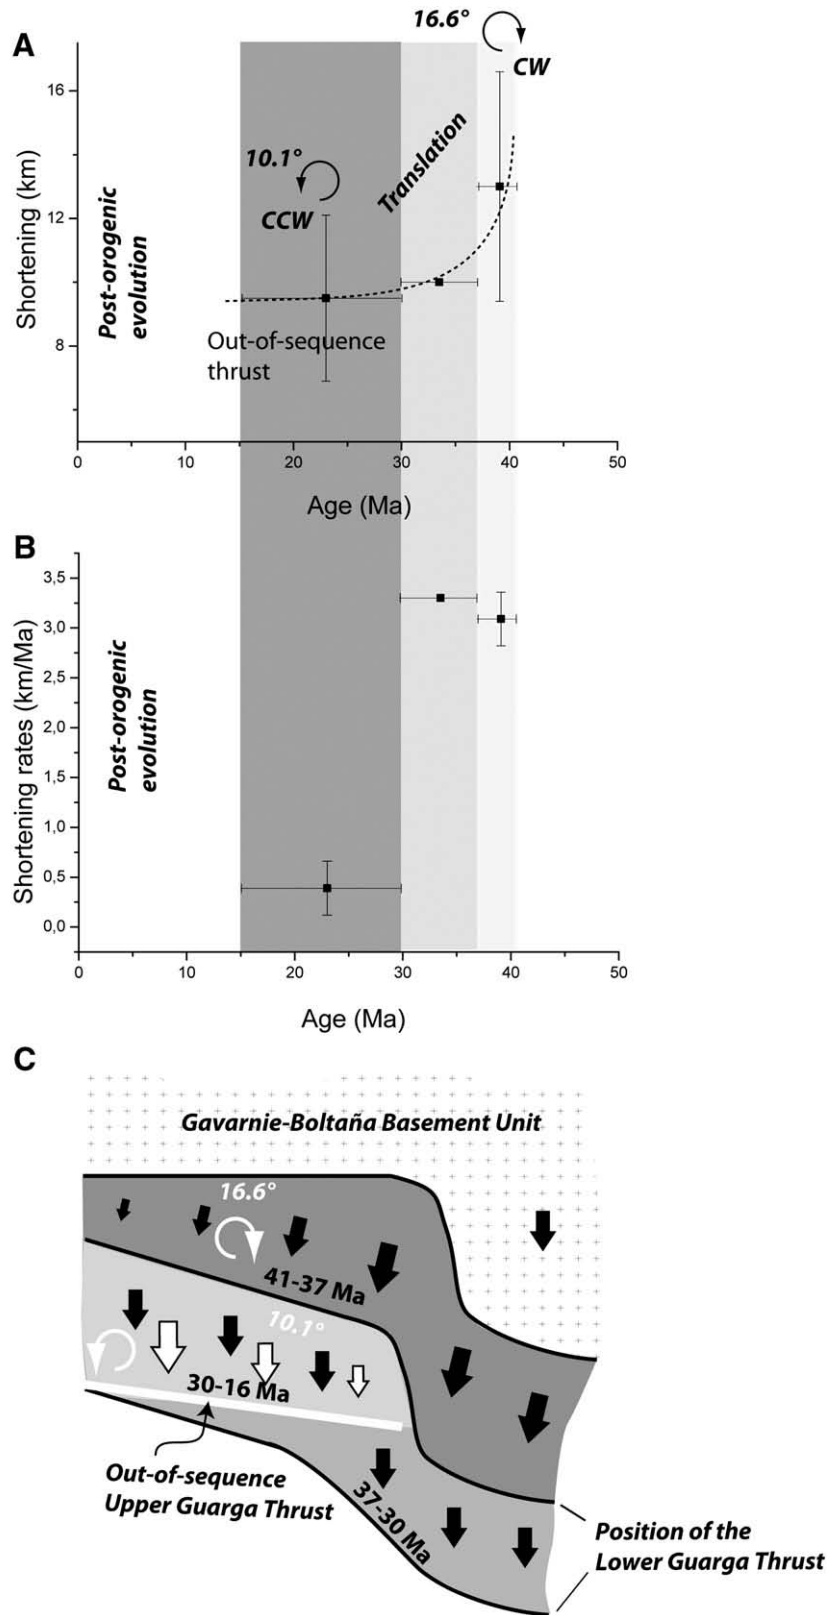 16.6°
CW
A
16
12
8
Shortening (km)
Post-orogenic
evolution
10.1°
CCW
Translation
Out-of-sequence
thrust
0
10
20
30
40
50
Age (Ma)
B
3,5
3,0
2,5
2,0
1,5
1,0
0,5
0,0
Shortening rates (km/Ma)
Post-orogenic
evolution
0
10
20
30
40
50
Age (Ma)
C
Gavarnie-Boltaña Basement Unit
16.6°
41-37 Ma
10.1°
30-16 Ma
37-30 Ma
Out-of-sequence
Upper Guarga Thrust
Position of the
Lower Guarga Thrust